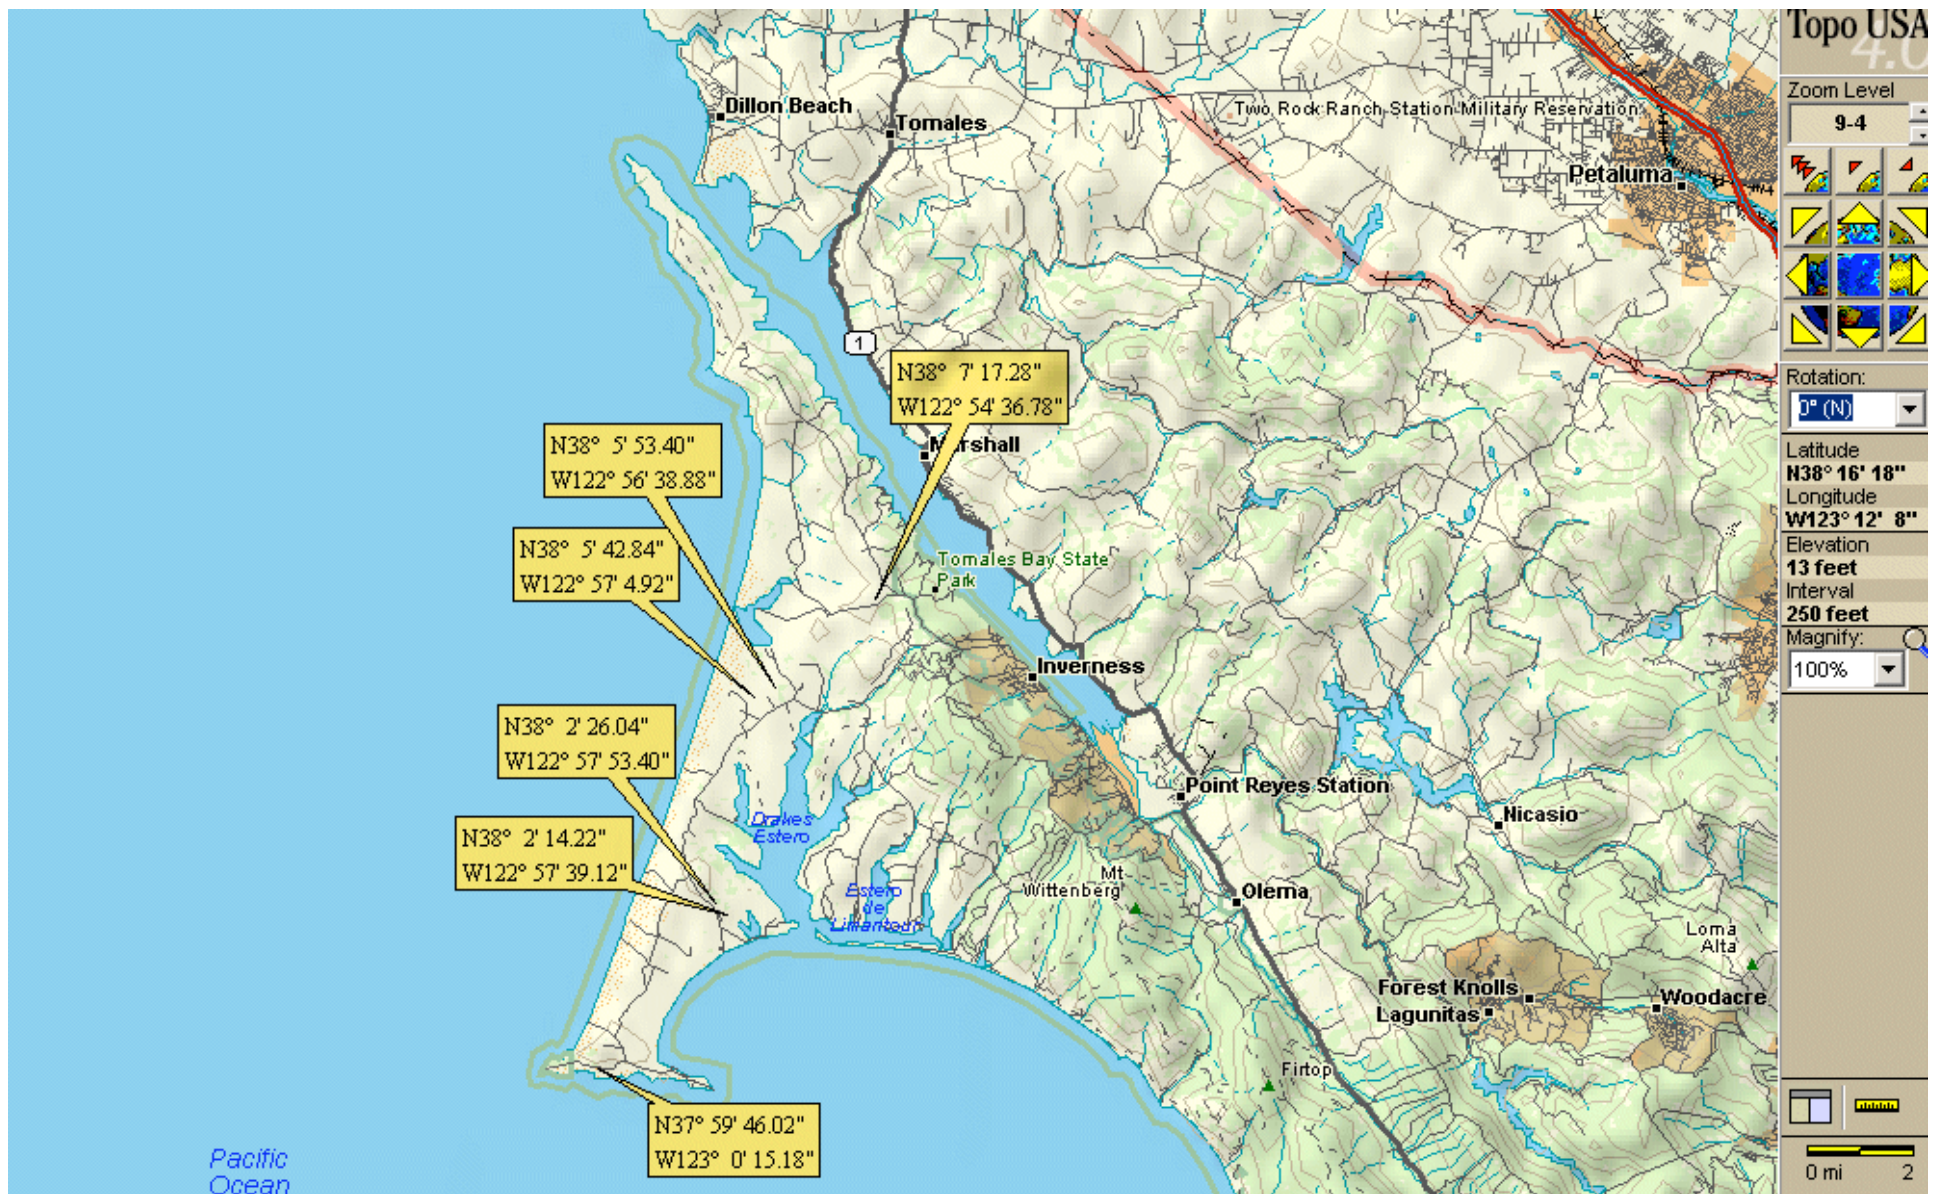 Topo USA
4.0
Zoom Level
9-4
Rotation:
0° (N)
Latitude
N38° 16' 18"
Longitude
W123° 12' 8"
Elevation
13 feet
Interval
250 feet
Magnify:
100%
0 mi 2
Dillon Beach
Tomales
Two Rock Ranch Station Military Reservation
Petaluma
1
N38° 7' 17.28"
W122° 54' 36.78"
Marshall
N38° 5' 53.40"
W122° 56' 38.88"
N38° 5' 42.84"
W122° 57' 4.92"
Tomales Bay State
Park
Inverness
N38° 2' 26.04"
W122° 57' 53.40"
Point Reyes Station
Nicasio
Drakes
Estero
N38° 2' 14.22"
W122° 57' 39.12"
Mt
Wittenberg
Estero
de
Limantour
Olema
Loma
Alta
Forest Knolls
Lagunitas
Woodacre
Firtop
N37° 59' 46.02"
W123° 0' 15.18"
Pacific
Ocean